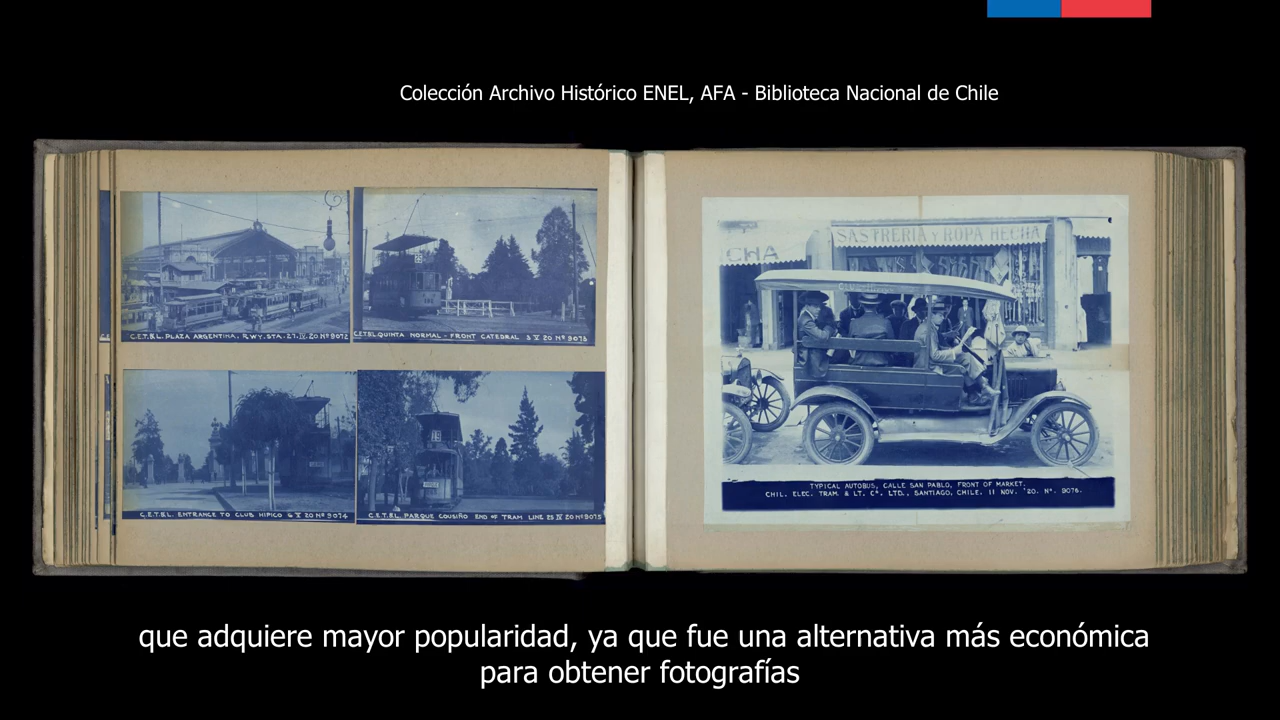 Colección Archivo Histórico ENEL, AFA - Biblioteca Nacional de Chile
C.E.T.&L. PLAZA ARGENTINA, RWY. STA. 27.IV.20 Nº 9072
C.E.T.&L. QUINTA NORMAL - FRONT CATEDRAL 3 V 20 Nº 9073
C.E.T.&L. ENTRANCE TO CLUB HIPICO 6 V 20 Nº 9074
C.E.T.&L. PARQUE COUSIÑO END OF TRAM LINE 25 IV 20 Nº 9075
CHA
SASTRERIA Y ROPA HECHA
TYPICAL AUTOBUS, CALLE SAN PABLO, FRONT OF MARKET.
CHIL. ELEC. TRAM. & LT. Cº. LTD., SANTIAGO, CHILE. 11 NOV. '20. Nº. 9076.
que adquiere mayor popularidad, ya que fue una alternativa más económica
para obtener fotografías